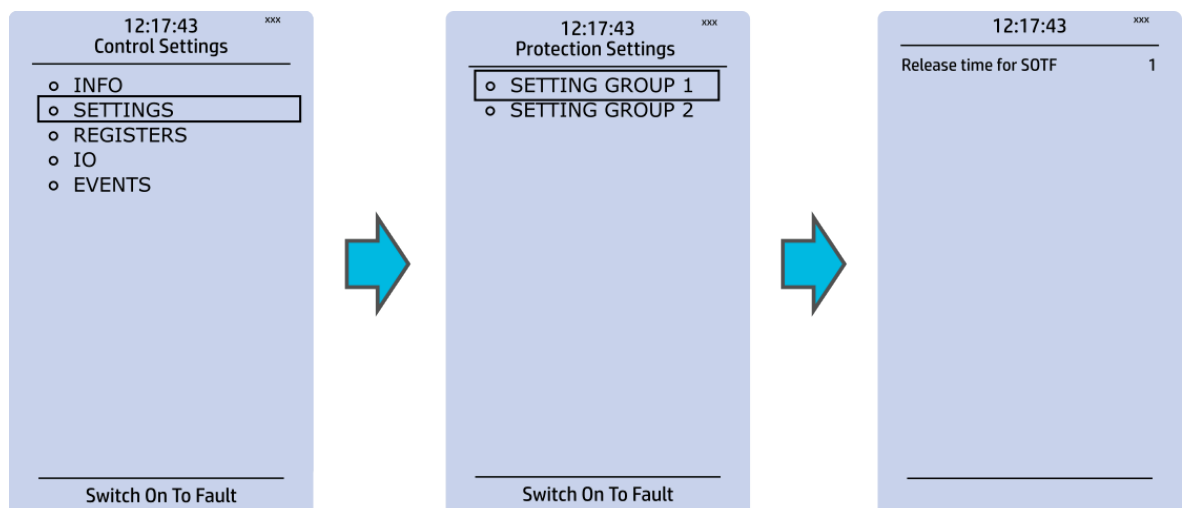 12:17:43 xxx
Control Settings
INFO
SETTINGS
REGISTERS
IO
EVENTS
Switch On To Fault
12:17:43 xxx
Protection Settings
SETTING GROUP 1
SETTING GROUP 2
Switch On To Fault
12:17:43 xxx
Release time for SOTF 1